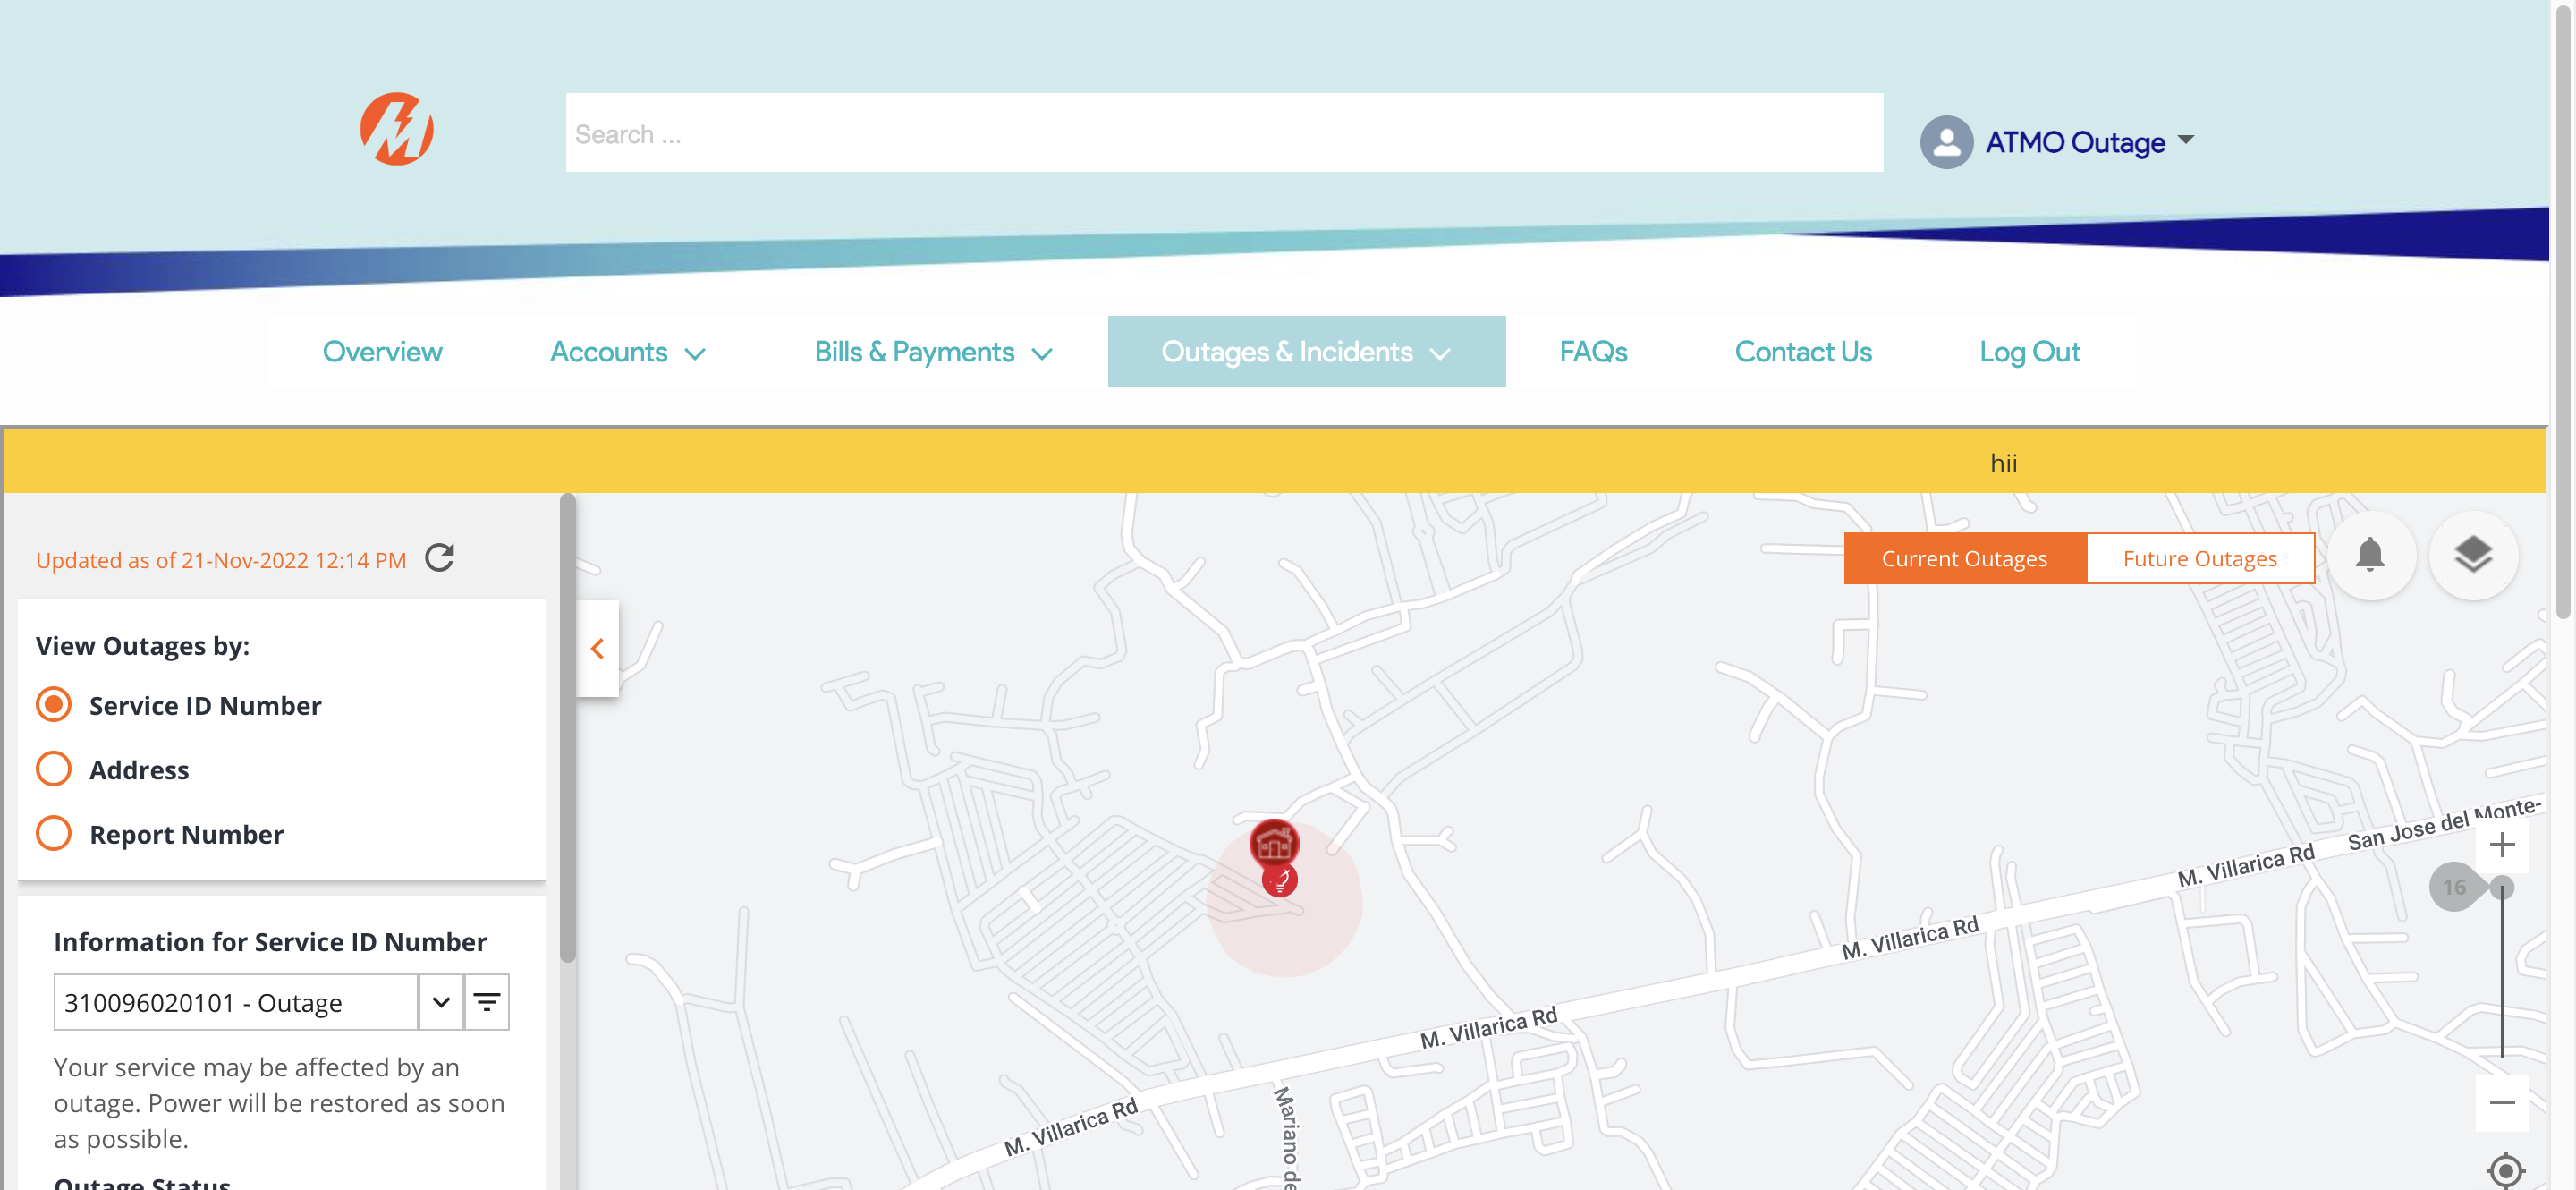 Search ...
ATMO Outage
Overview
Accounts
Bills & Payments
Outages & Incidents
FAQs
Contact Us
Log Out
hii
Updated as of 21-Nov-2022 12:14 PM
Current Outages
Future Outages
View Outages by:
Service ID Number
Address
Report Number
Information for Service ID Number
310096020101 - Outage
Your service may be affected by an
outage. Power will be restored as soon
as possible.
Outage Status
San Jose del Monte-
M. Villarica Rd
16
M. Villarica Rd
M. Villarica Rd
M. Villarica Rd
Mariano de